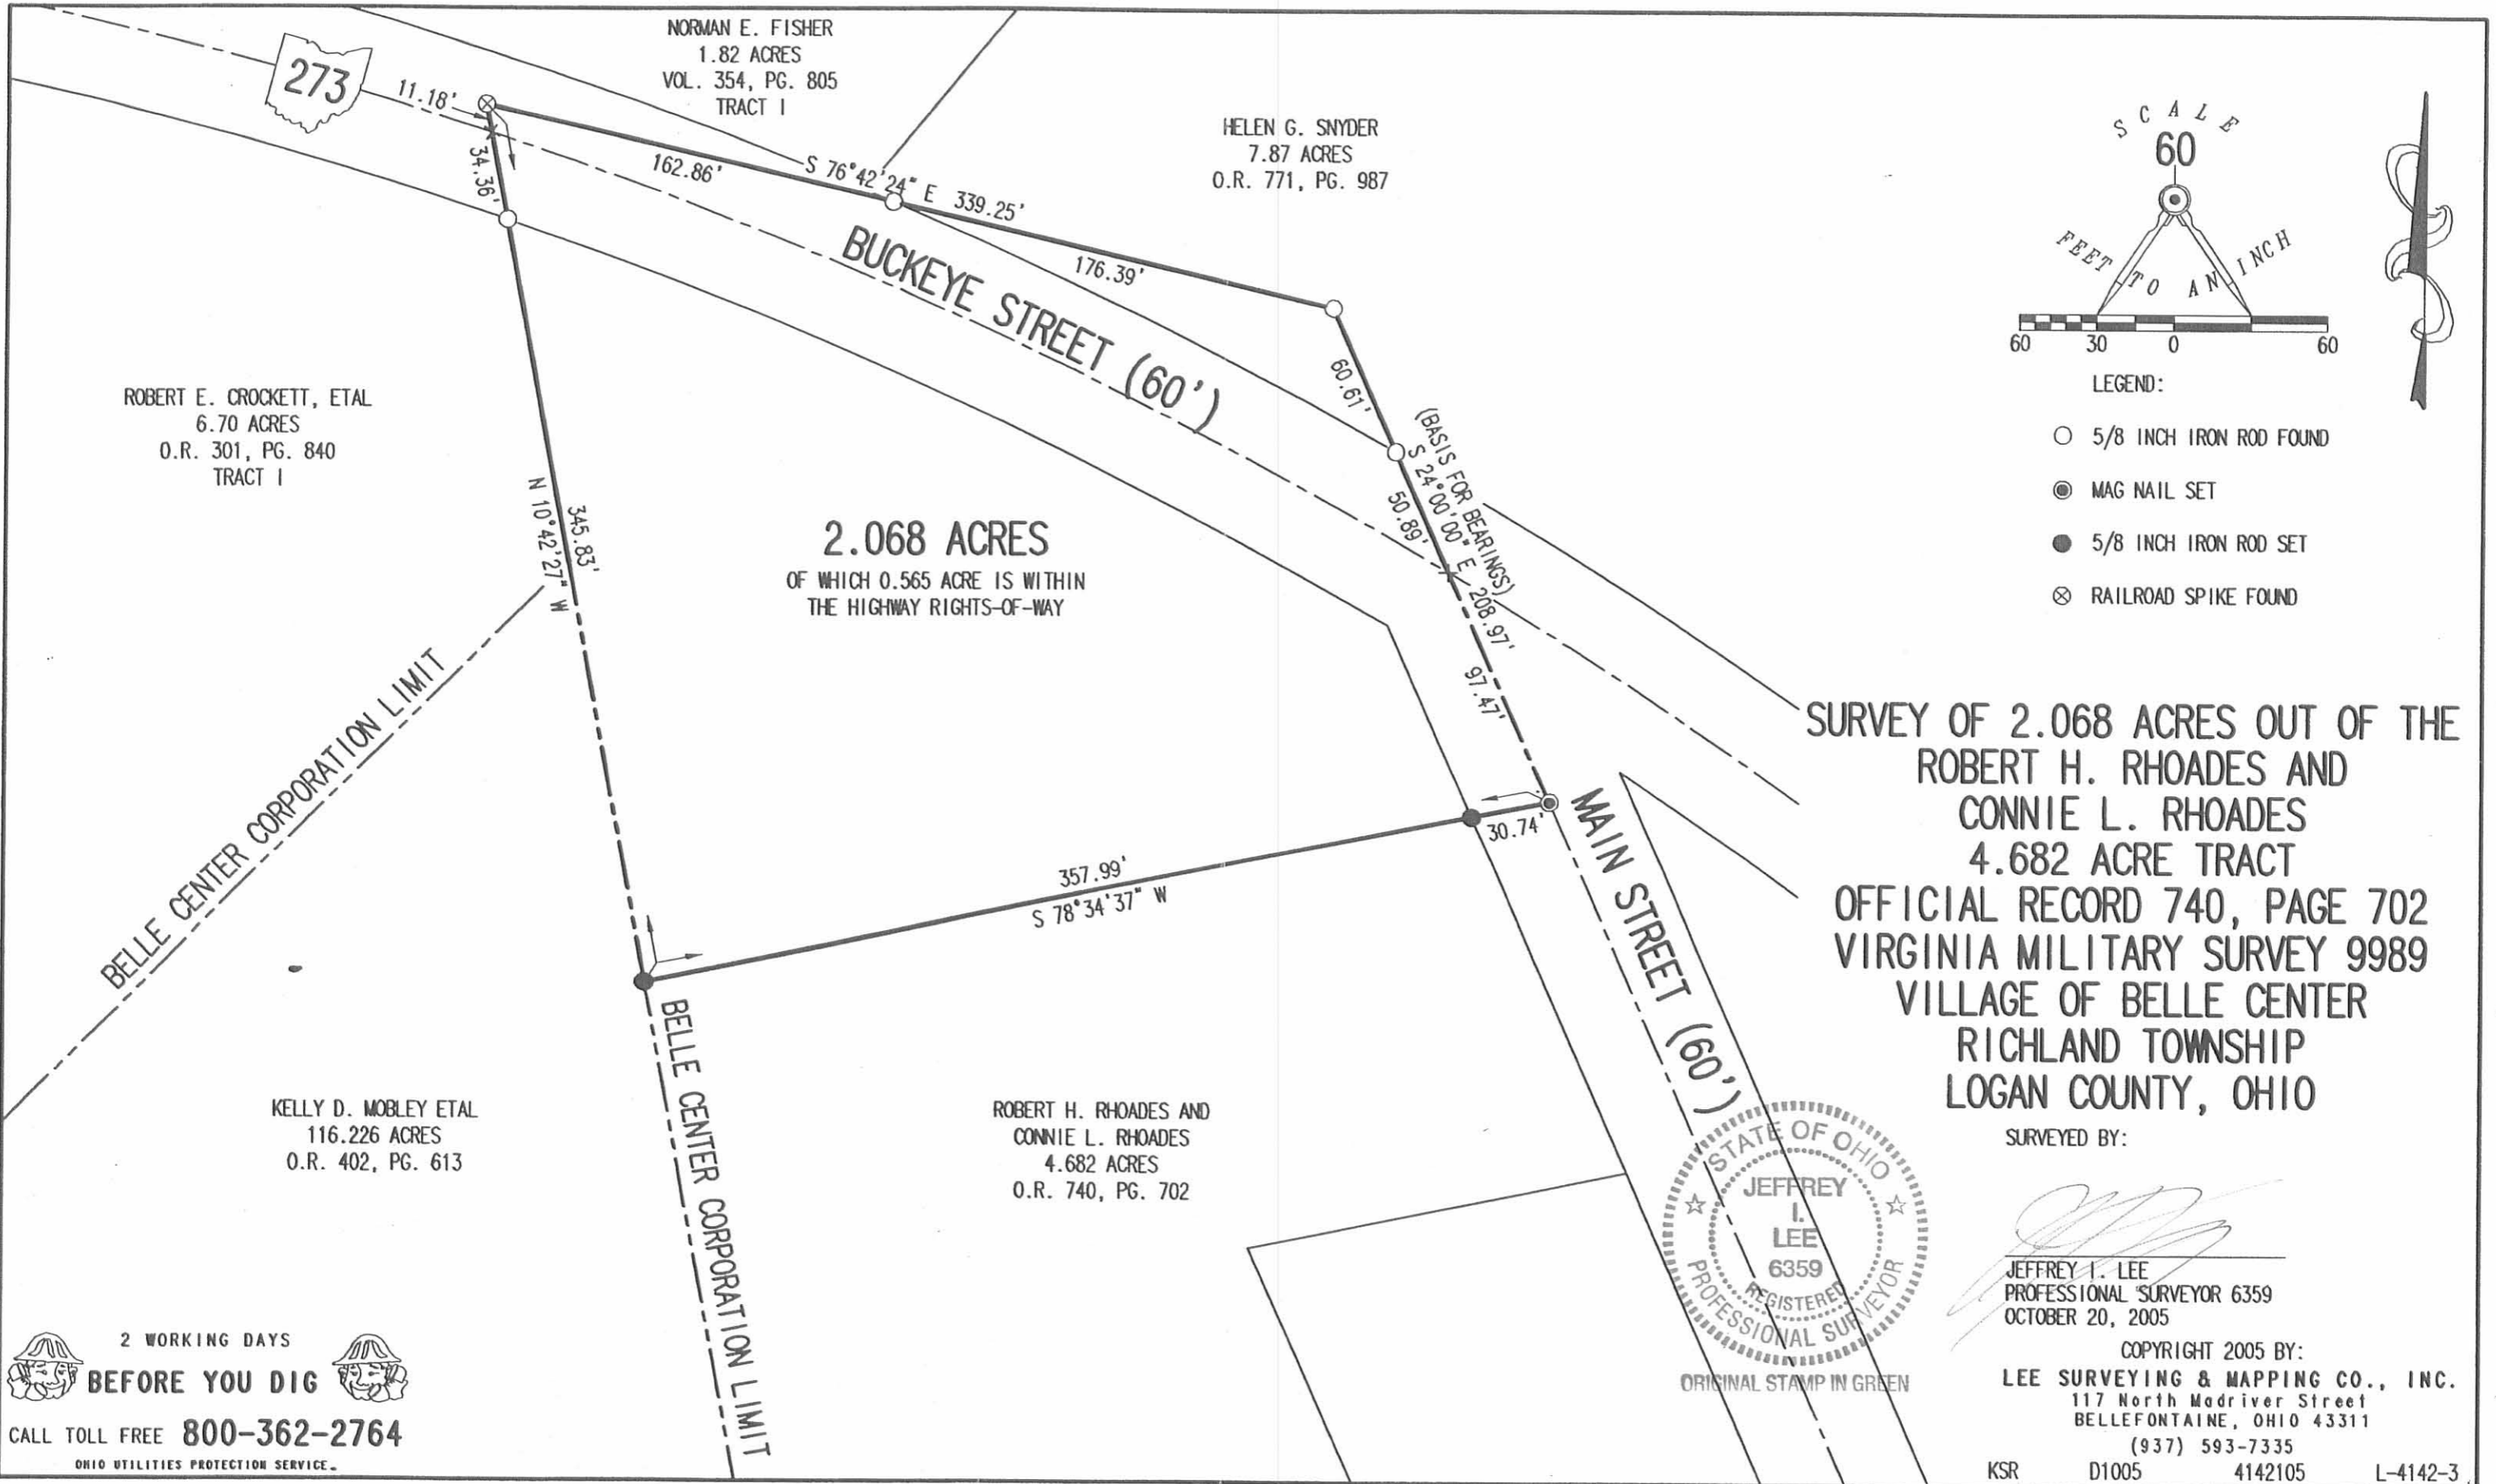 NORMAN E. FISHER
1.82 ACRES
VOL. 354, PG. 805
TRACT I
273
11.18'
34.36'
162.86'
S 76°42'24" E 339.25'
176.39'
HELEN G. SNYDER
7.87 ACRES
O.R. 771, PG. 987
BUCKEYE STREET (60')
60.61'
(BASIS FOR BEARINGS)
S 24°00'00" E 208.97'
50.89'
97.47'
SCALE
60
FEET TO AN INCH
60 30 0 60
LEGEND:
5/8 INCH IRON ROD FOUND
MAG NAIL SET
5/8 INCH IRON ROD SET
RAILROAD SPIKE FOUND
ROBERT E. CROCKETT, ETAL
6.70 ACRES
O.R. 301, PG. 840
TRACT I
345.83'
N 10°42'27" W
2.068 ACRES
OF WHICH 0.565 ACRE IS WITHIN
THE HIGHWAY RIGHTS-OF-WAY
BELLE CENTER CORPORATION LIMIT
30.74'
357.99'
S 78°34'37" W
MAIN STREET (60')
BELLE CENTER CORPORATION LIMIT
SURVEY OF 2.068 ACRES OUT OF THE
ROBERT H. RHOADES AND
CONNIE L. RHOADES
4.682 ACRE TRACT
OFFICIAL RECORD 740, PAGE 702
VIRGINIA MILITARY SURVEY 9989
VILLAGE OF BELLE CENTER
RICHLAND TOWNSHIP
LOGAN COUNTY, OHIO
KELLY D. MOBLEY ETAL
116.226 ACRES
O.R. 402, PG. 613
ROBERT H. RHOADES AND
CONNIE L. RHOADES
4.682 ACRES
O.R. 740, PG. 702
STATE OF OHIO
JEFFREY
I.
LEE
6359
REGISTERED
PROFESSIONAL SURVEYOR
ORIGINAL STAMP IN GREEN
SURVEYED BY:
JEFFREY I. LEE
PROFESSIONAL SURVEYOR 6359
OCTOBER 20, 2005
COPYRIGHT 2005 BY:
LEE SURVEYING & MAPPING CO., INC.
117 North Madriver Street
BELLEFONTAINE, OHIO 43311
(937) 593-7335
KSR D1005 4142105 L-4142-3
2 WORKING DAYS
BEFORE YOU DIG
CALL TOLL FREE 800-362-2764
OHIO UTILITIES PROTECTION SERVICE.